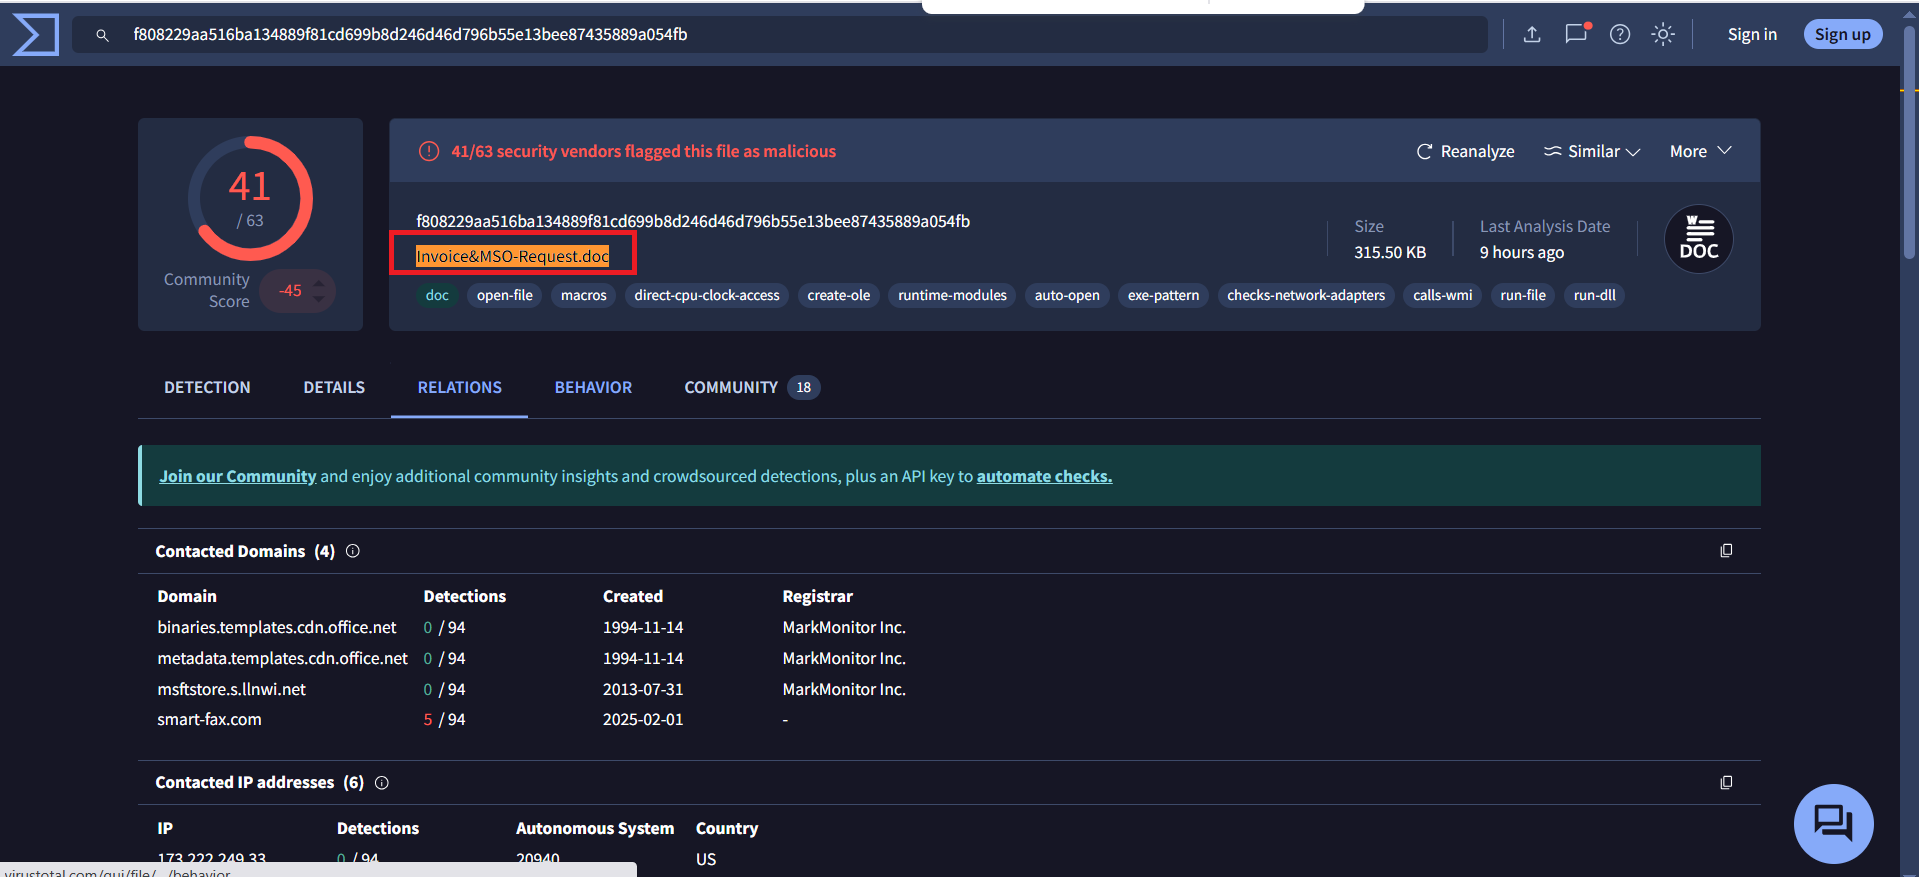 f808229aa516ba134889f81cd699b8d246d46d796b55e13bee87435889a054fb
Sign in
Sign up
41
/ 63
Community Score
-45
41/63 security vendors flagged this file as malicious
Reanalyze
Similar
More
f808229aa516ba134889f81cd699b8d246d46d796b55e13bee87435889a054fb
Invoice&MSO-Request.doc
Size
315.50 KB
Last Analysis Date
9 hours ago
W
DOC
doc
open-file
macros
direct-cpu-clock-access
create-ole
runtime-modules
auto-open
exe-pattern
checks-network-adapters
calls-wmi
run-file
run-dll
DETECTION
DETAILS
RELATIONS
BEHAVIOR
COMMUNITY 18
Join our Community and enjoy additional community insights and crowdsourced detections, plus an API key to automate checks.
Contacted Domains (4)
Domain Detections Created Registrar
binaries.templates.cdn.office.net 0 / 94 1994-11-14 MarkMonitor Inc.
metadata.templates.cdn.office.net 0 / 94 1994-11-14 MarkMonitor Inc.
msftstore.s.llnwi.net 0 / 94 2013-07-31 MarkMonitor Inc.
smart-fax.com 5 / 94 2025-02-01 -
Contacted IP addresses (6)
IP Detections Autonomous System Country
173.222.249.33 0 / 94 20940 US
virustotal.com/gui/file/.../behavior